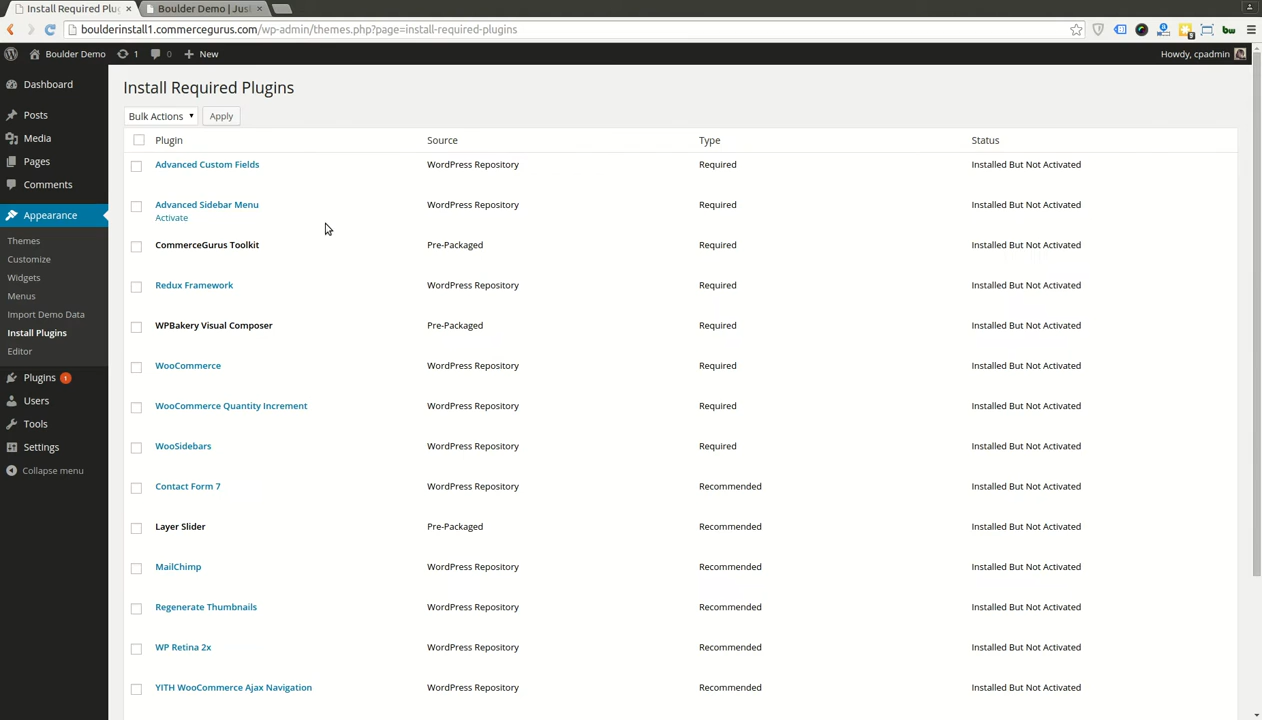 Install Required Plug
Boulder Demo | Jus
boulderinstall1.commercegurus.com/wp-admin/themes.php?page=install-required-plugins
Boulder Demo 1 0 New
Howdy, cpadmin
Dashboard
Posts
Media
Pages
Comments
Appearance
Themes
Customize
Widgets
Menus
Import Demo Data
Install Plugins
Editor
Plugins 1
Users
Tools
Settings
Collapse menu
Install Required Plugins
Bulk Actions Apply
Plugin Source Type Status
Advanced Custom Fields WordPress Repository Required Installed But Not Activated
Advanced Sidebar Menu WordPress Repository Required Installed But Not Activated
Activate
CommerceGurus Toolkit Pre-Packaged Required Installed But Not Activated
Redux Framework WordPress Repository Required Installed But Not Activated
WPBakery Visual Composer Pre-Packaged Required Installed But Not Activated
WooCommerce WordPress Repository Required Installed But Not Activated
WooCommerce Quantity Increment WordPress Repository Required Installed But Not Activated
WooSidebars WordPress Repository Required Installed But Not Activated
Contact Form 7 WordPress Repository Recommended Installed But Not Activated
Layer Slider Pre-Packaged Recommended Installed But Not Activated
MailChimp WordPress Repository Recommended Installed But Not Activated
Regenerate Thumbnails WordPress Repository Recommended Installed But Not Activated
WP Retina 2x WordPress Repository Recommended Installed But Not Activated
YITH WooCommerce Ajax Navigation WordPress Repository Recommended Installed But Not Activated